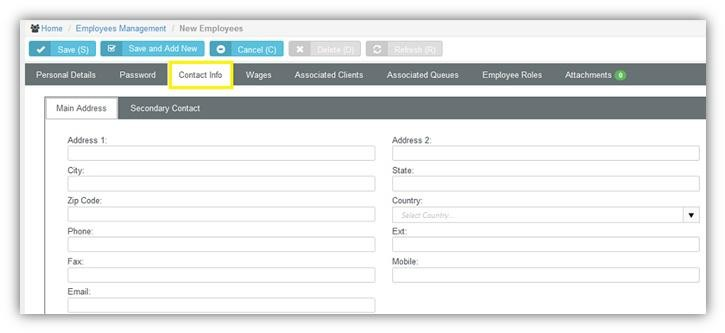 Home / Employees Management / New Employees
Save (S) Save and Add New Cancel (C) Delete (D) Refresh (R)
Personal Details Password Contact Info Wages Associated Clients Associated Queues Employee Roles Attachments 0
Main Address Secondary Contact
Address 1: Address 2:
City: State:
Zip Code: Country:
Select Country...
Phone: Ext:
Fax: Mobile:
Email: